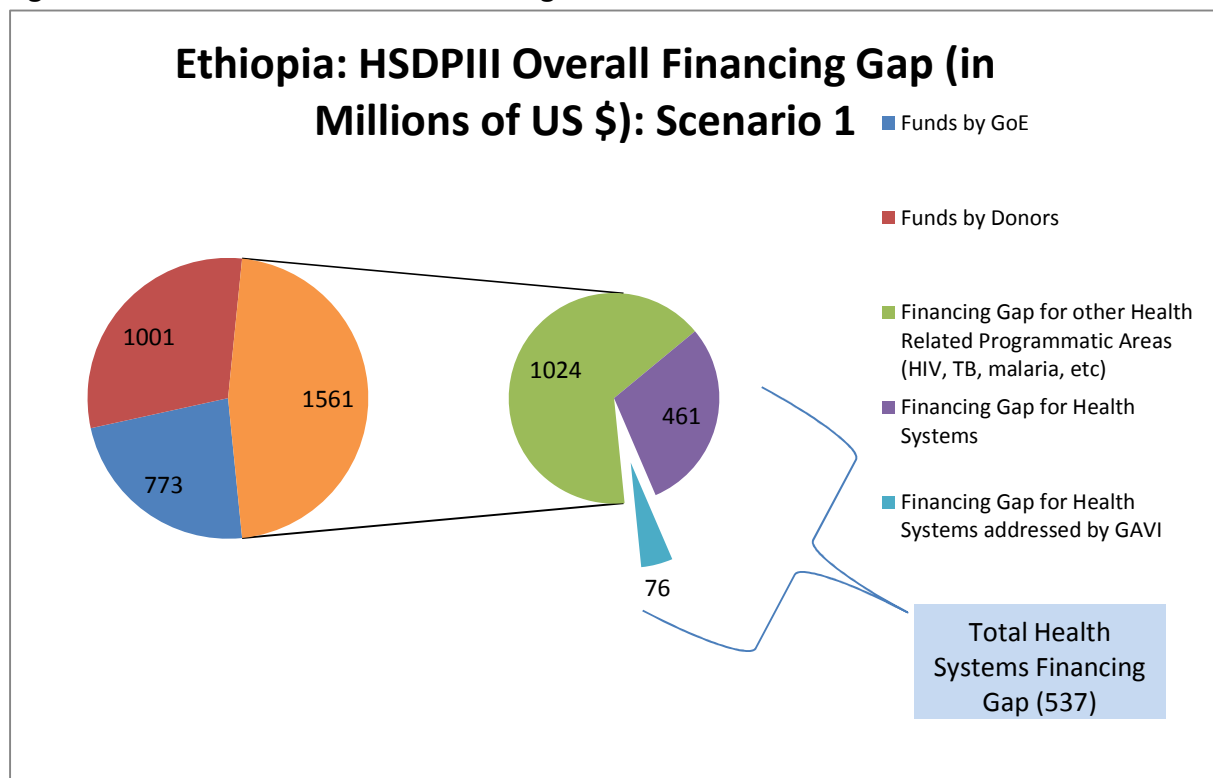 Ethiopia: HSDPIII Overall Financing Gap (in
Millions of US $): Scenario 1
Funds by GoE
Funds by Donors
Financing Gap for other Health
Related Programmatic Areas
(HIV, TB, malaria, etc)
Financing Gap for Health
Systems
Financing Gap for Health
Systems addressed by GAVI
1001
1561
773
1024
461
76
Total Health
Systems Financing
Gap (537)